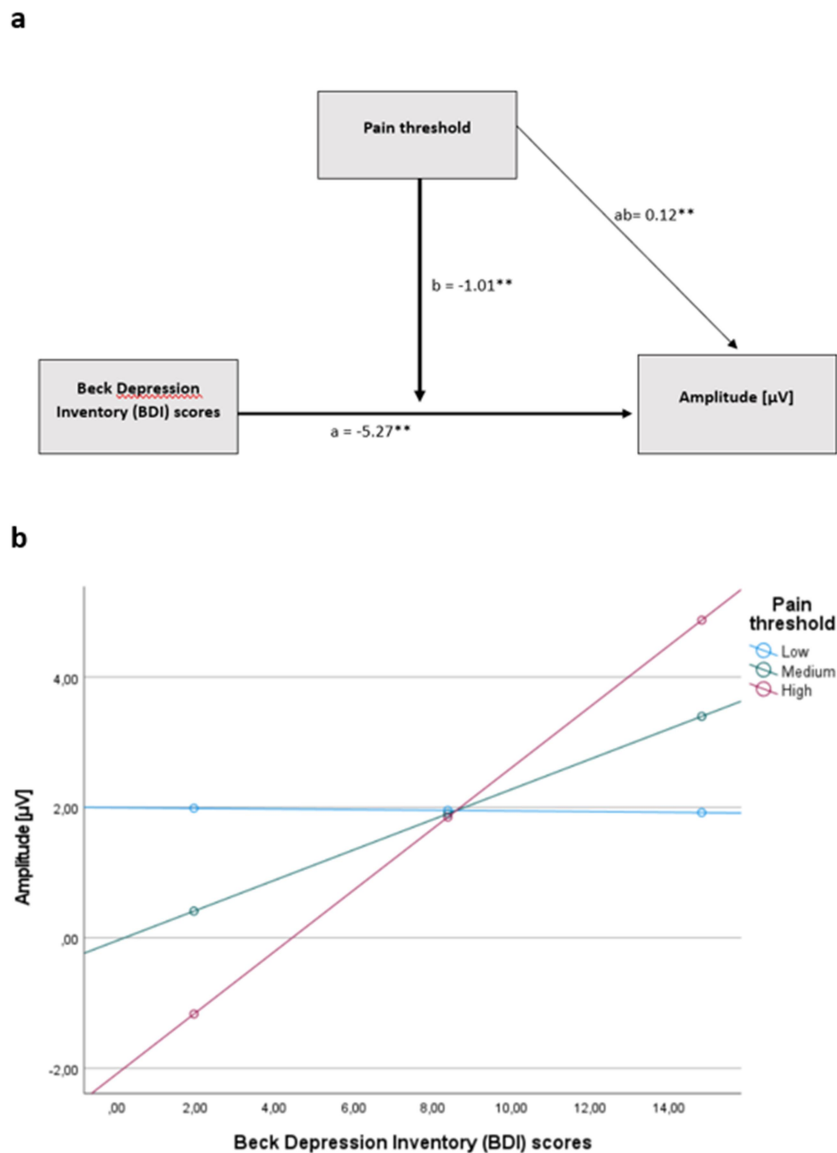 a
Pain threshold
ab= 0.12**
b = -1.01**
Beck Depression
Inventory (BDI) scores
Amplitude [µV]
a = -5.27**
b
Pain
threshold
Low
Medium
High
4,00
2,00
,00
-2,00
Amplitude [µV]
,00 2,00 4,00 6,00 8,00 10,00 12,00 14,00
Beck Depression Inventory (BDI) scores